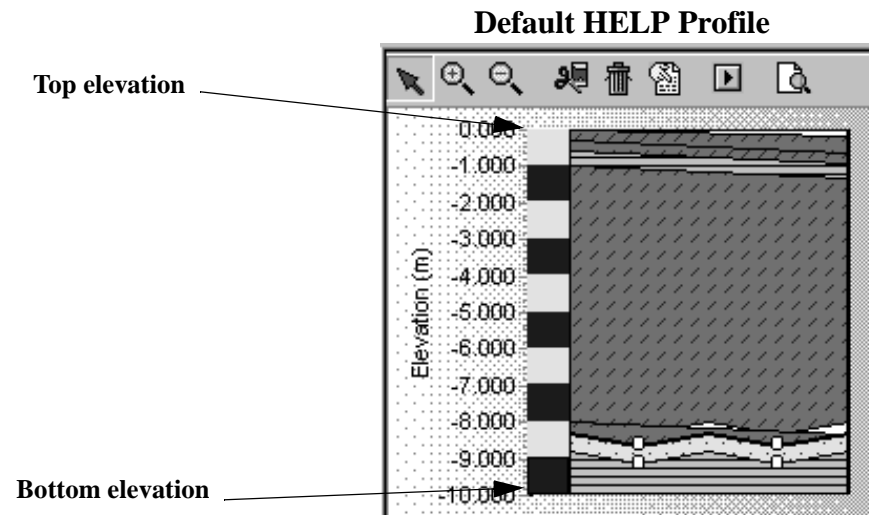 Default HELP Profile
Top elevation
0.000
-1.000
-2.000
-3.000
-4.000
-5.000
-6.000
-7.000
-8.000
-9.000
-10.000
Elevation (m)
Bottom elevation